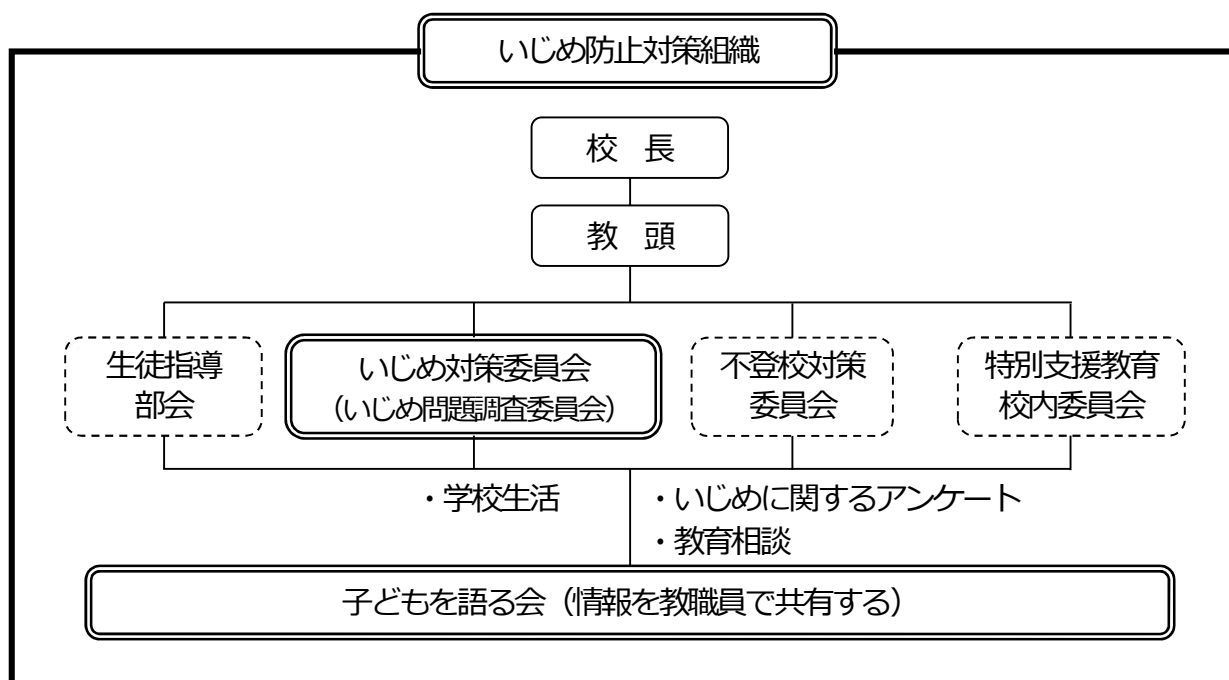 いじめ防止対策組織
校　長
教　頭
生徒指導
部会
いじめ対策委員会
（いじめ問題調査委員会）
不登校対策
委員会
特別支援教育
校内委員会
・学校生活
・いじめに関するアンケート
・教育相談
子どもを語る会（情報を教職員で共有する）